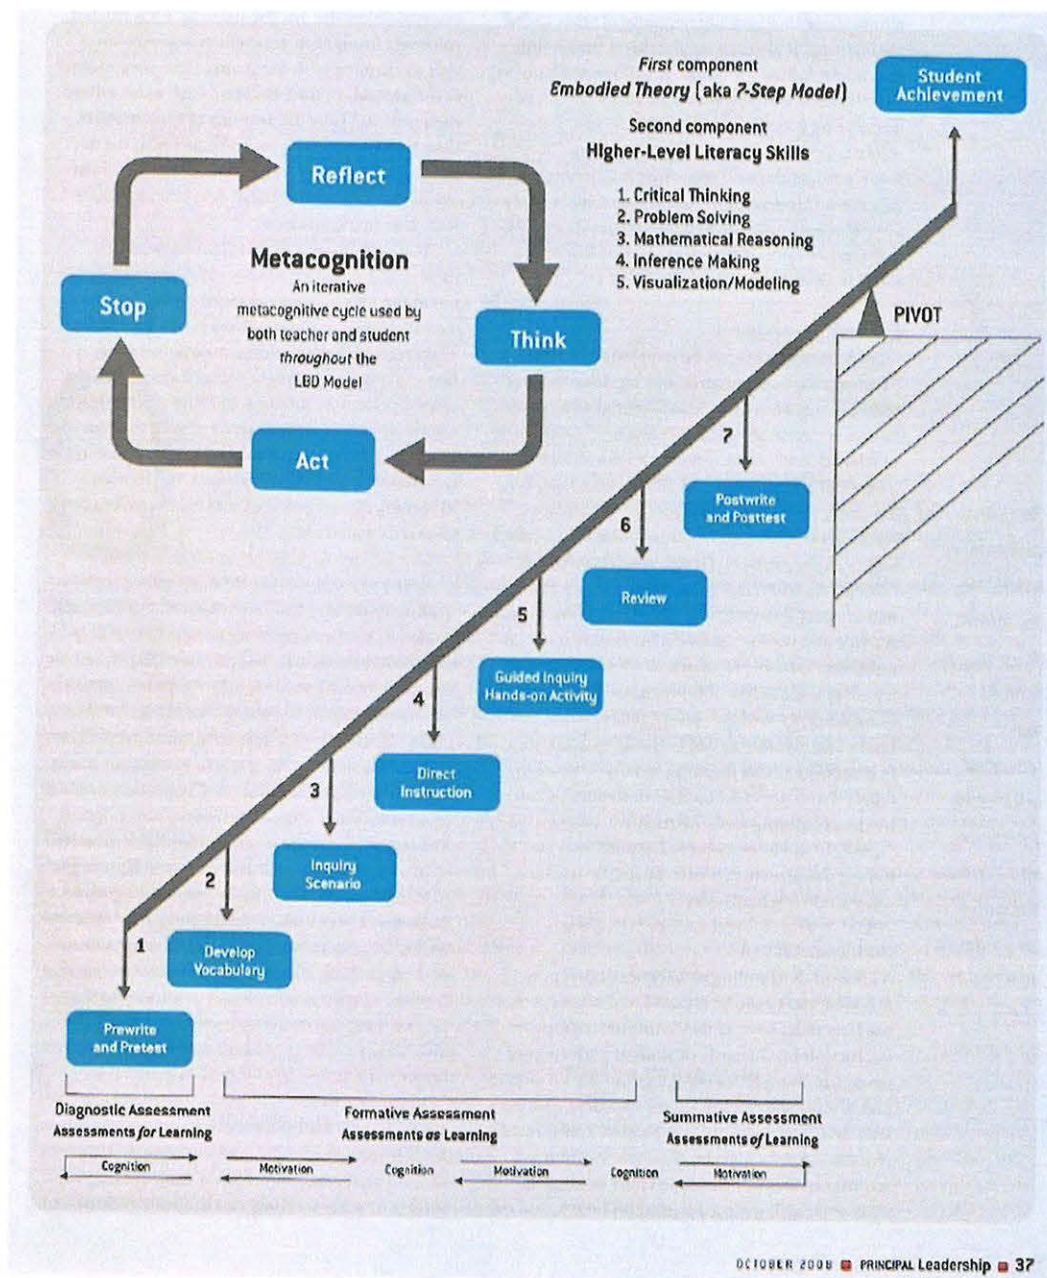 First component
Embodied Theory (aka 7-Step Model)
Second component
Higher-Level Literacy Skills
1. Critical Thinking
2. Problem Solving
3. Mathematical Reasoning
4. Inference Making
5. Visualization/Modeling
Student
Achievement
Reflect
Metacognition
An iterative
metacognitive cycle used by
both teacher and student
throughout the
LBD Model
Stop
Think
Act
PIVOT
7
Postwrite
and Posttest
6
Review
5
Guided Inquiry
Hands-on Activity
4
Direct
Instruction
3
Inquiry
Scenario
2
Develop
Vocabulary
1
Prewrite
and Pretest
Diagnostic Assessment
Assessments for Learning
Formative Assessment
Assessments as Learning
Summative Assessment
Assessments of Learning
Cognition
Motivation
Cognition
Motivation
Cognition
Motivation
OCTOBER 2008 ■ PRINCIPAL Leadership ■ 37